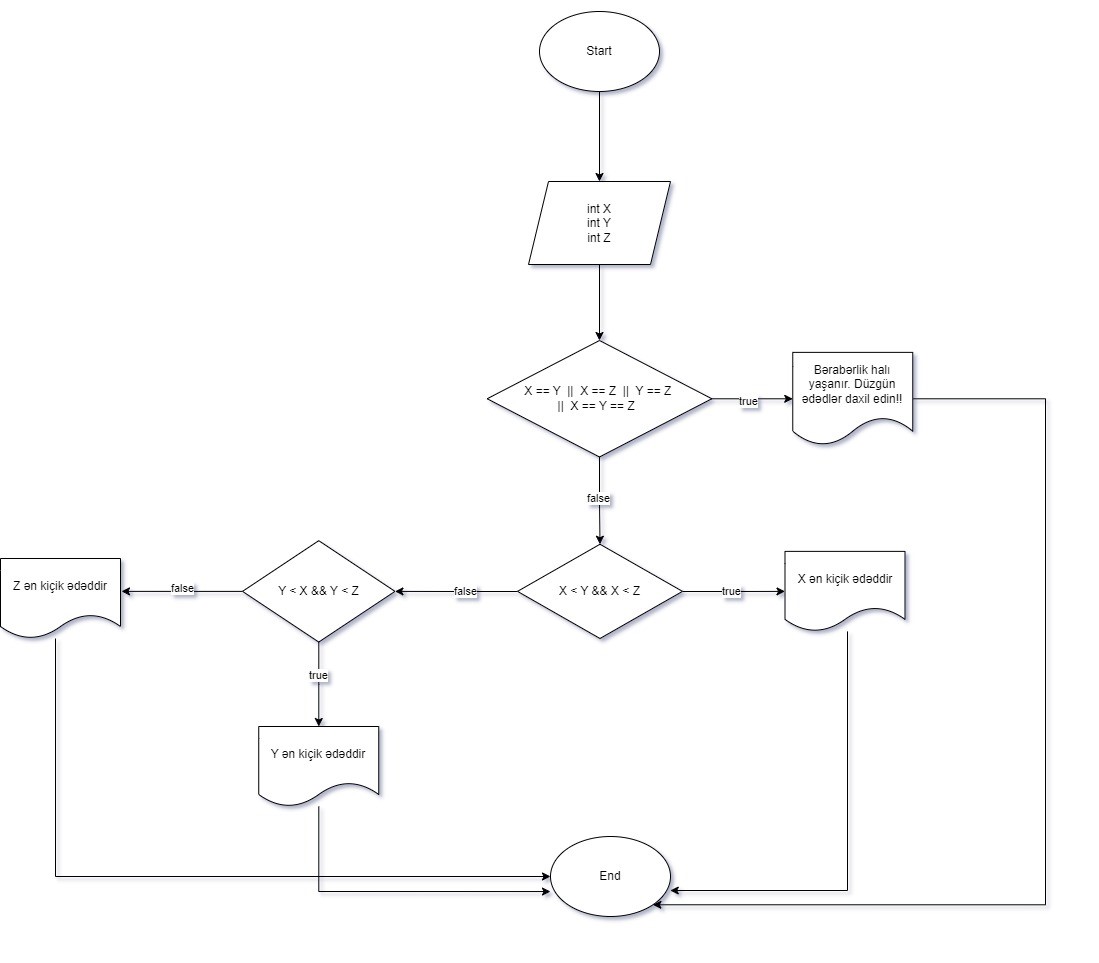 Start
int X
int Y
int Z
X == Y || X == Z || Y == Z
|| X == Y == Z
true
Bərabərlik halı
yaşanır. Düzgün
ədədlər daxil edin!!
false
Z ən kiçik ədəddir
false
Y < X && Y < Z
false
X < Y && X < Z
true
X ən kiçik ədəddir
true
Y ən kiçik ədəddir
End